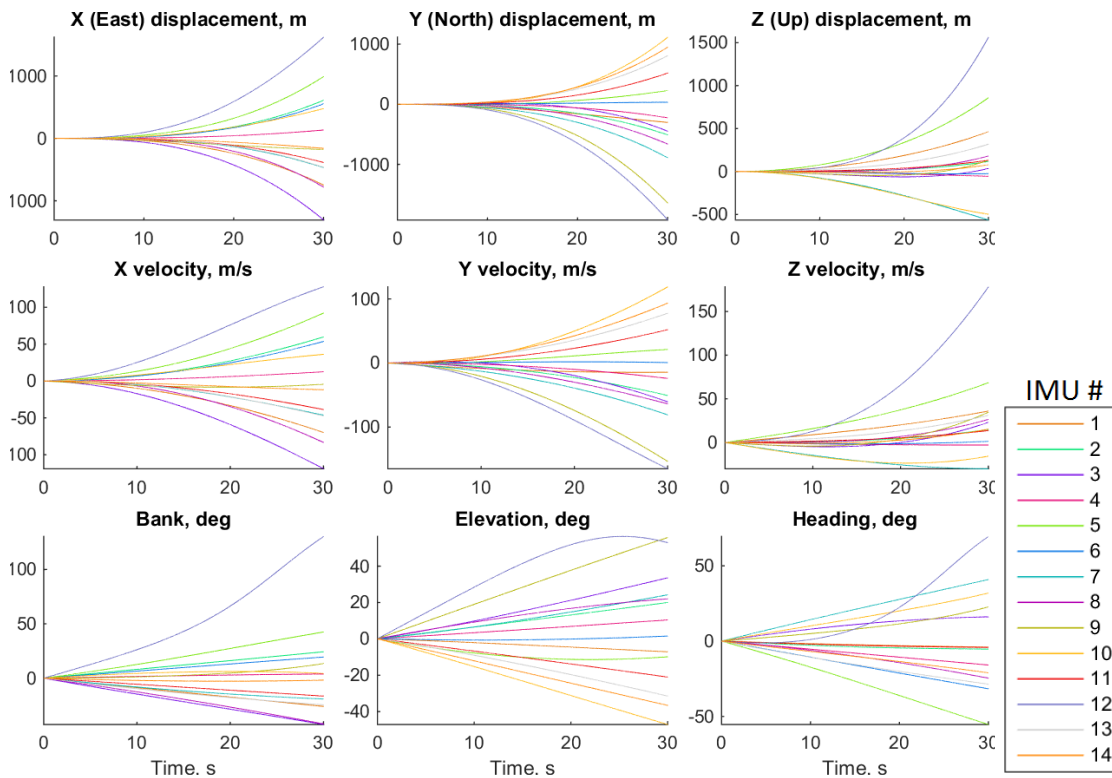 X (East) displacement, m
1000
0
1000
0 10 20 30
Y (North) displacement, m
1000
0
-1000
0 10 20 30
Z (Up) displacement, m
1500
1000
500
0
-500
0 10 20 30
X velocity, m/s
100
50
0
-50
100
0 10 20 30
Y velocity, m/s
100
0
-100
0 10 20 30
Z velocity, m/s
150
100
50
0
0 10 20 30
Bank, deg
100
50
0
0 10 20 30
Time, s
Elevation, deg
40
20
0
-20
-40
0 10 20 30
Time, s
Heading, deg
50
0
-50
0 10 20 30
Time, s
IMU #
1
2
3
4
5
6
7
8
9
10
11
12
13
14